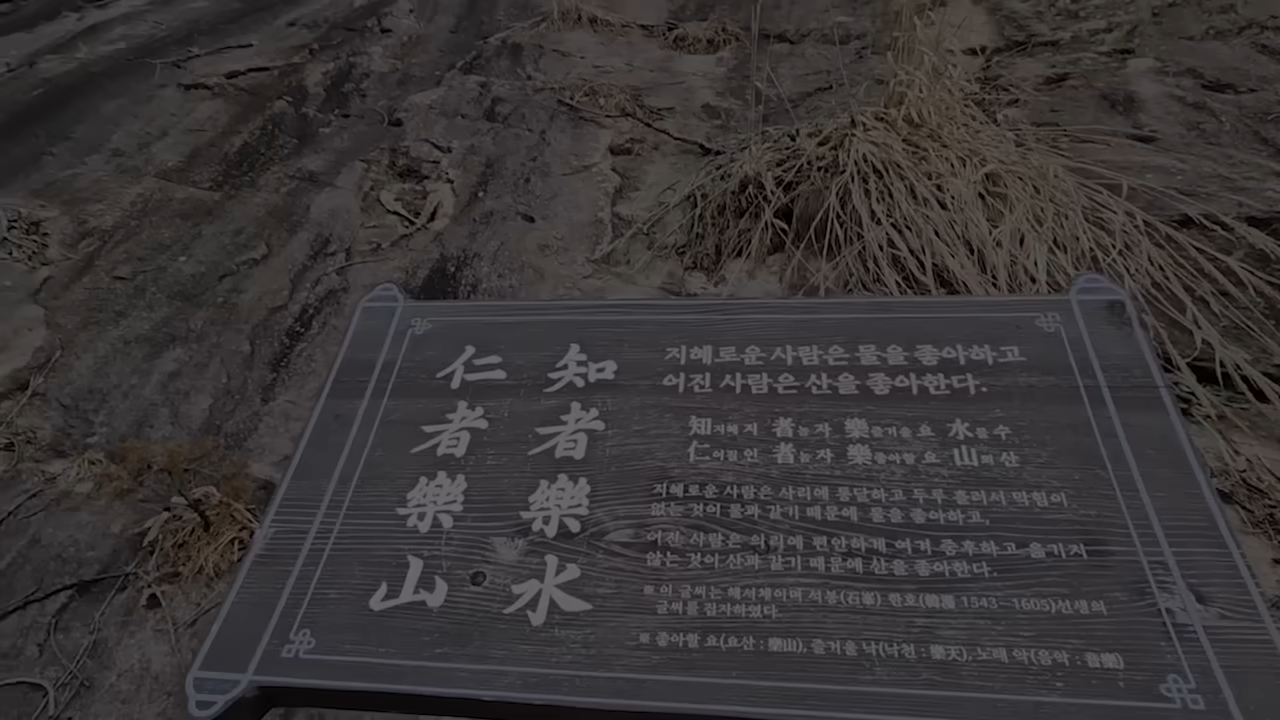 知者樂水
仁者樂山
지혜로운 사람은 물을 좋아하고
어진 사람은 산을 좋아한다.
知지혜 지 者놈 자 樂즐거울 요 水물 수
仁어질 인 者놈 자 樂좋아할 요 山뫼 산
지혜로운 사람은 사리에 통달하고 두루 흘러서 막힘이
없는 것이 물과 같기 때문에 물을 좋아하고,
어진 사람은 의리에 편안하게 여겨 중후하고 옮기지
않는 것이 산과 같기 때문에 산을 좋아한다.
※ 이 글씨는 해서체이며 석봉(石峯) 한호(韓濩 1543~1605)선생의
글씨를 집자하였다
※ 좋아할 요(요산 : 樂山), 즐거울 낙(낙천 : 樂天), 노래 악(음악 : 音樂)